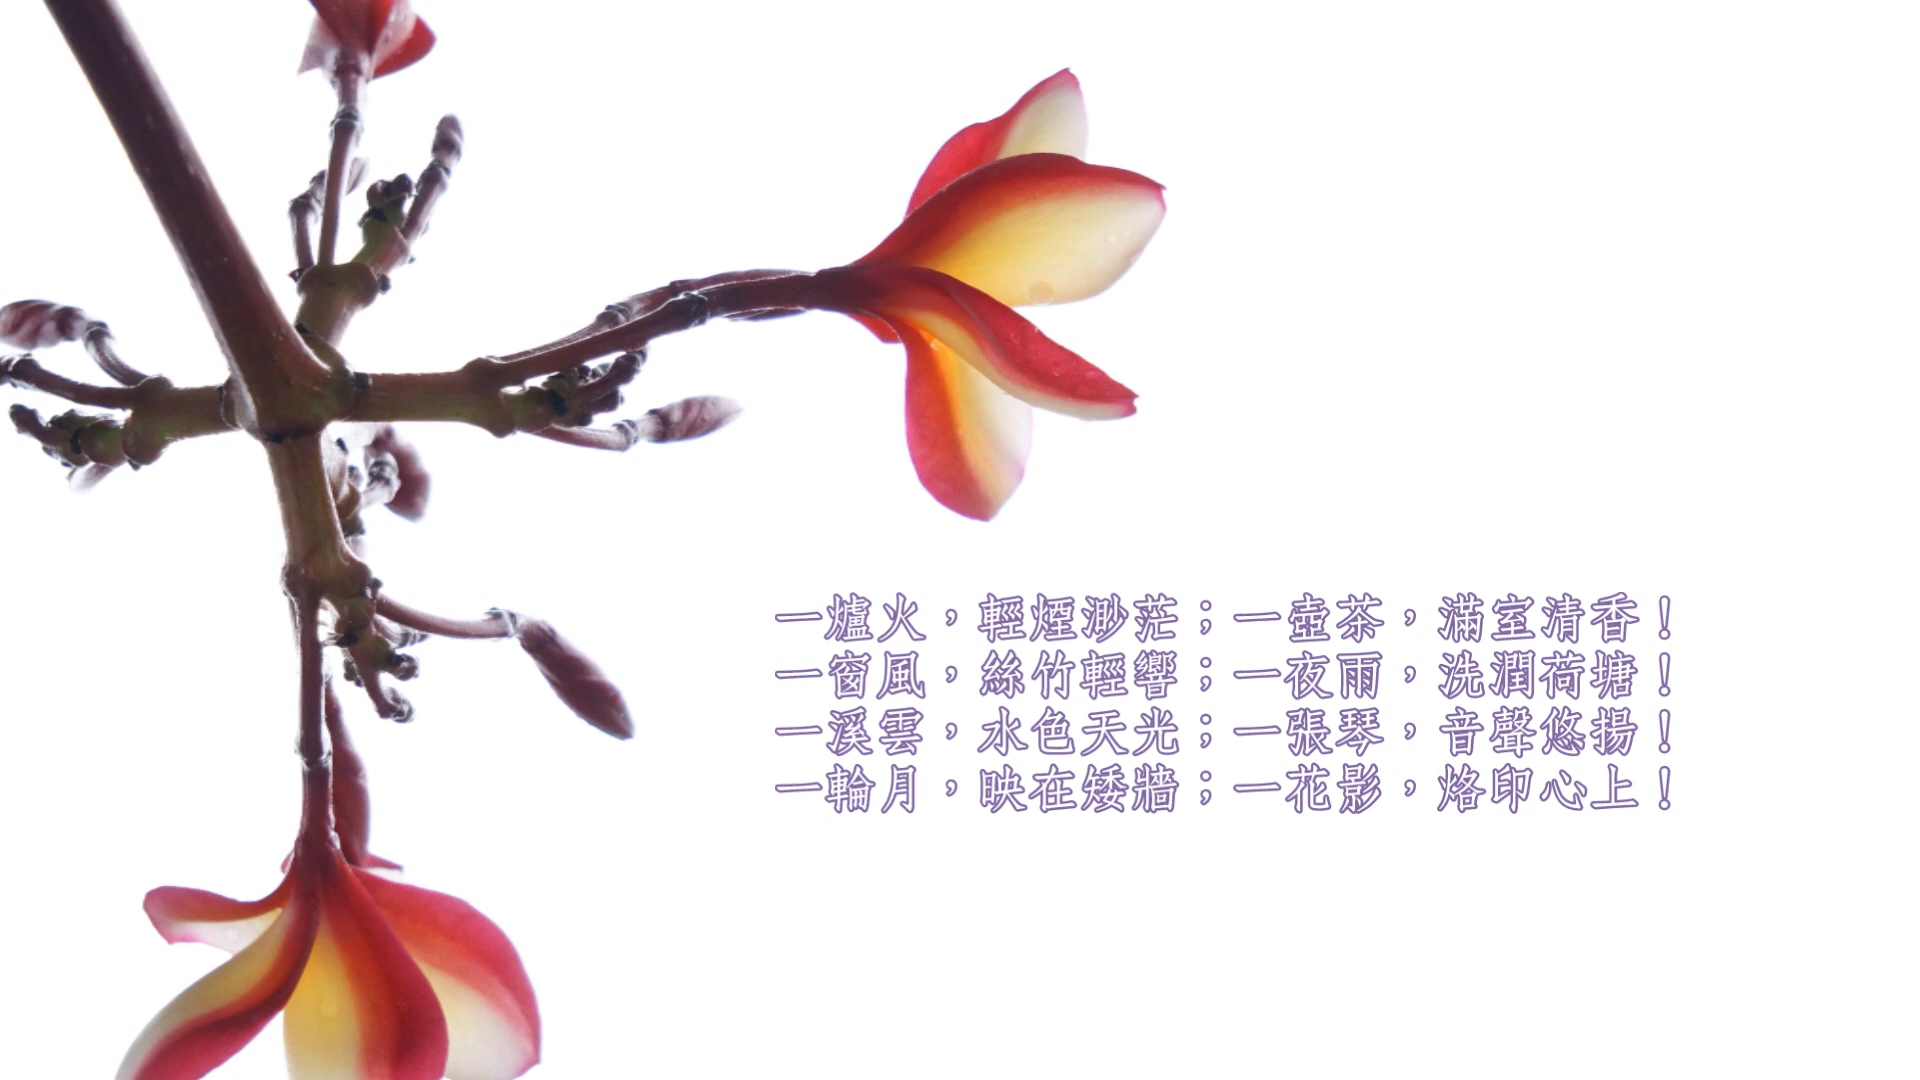 一爐火，輕煙渺茫；一壺茶，滿室清香！
一窗風，絲竹輕響；一夜雨，洗潤荷塘！
一溪雲，水色天光；一張琴，音聲悠揚！
一輪月，映在矮牆；一花影，烙印心上！